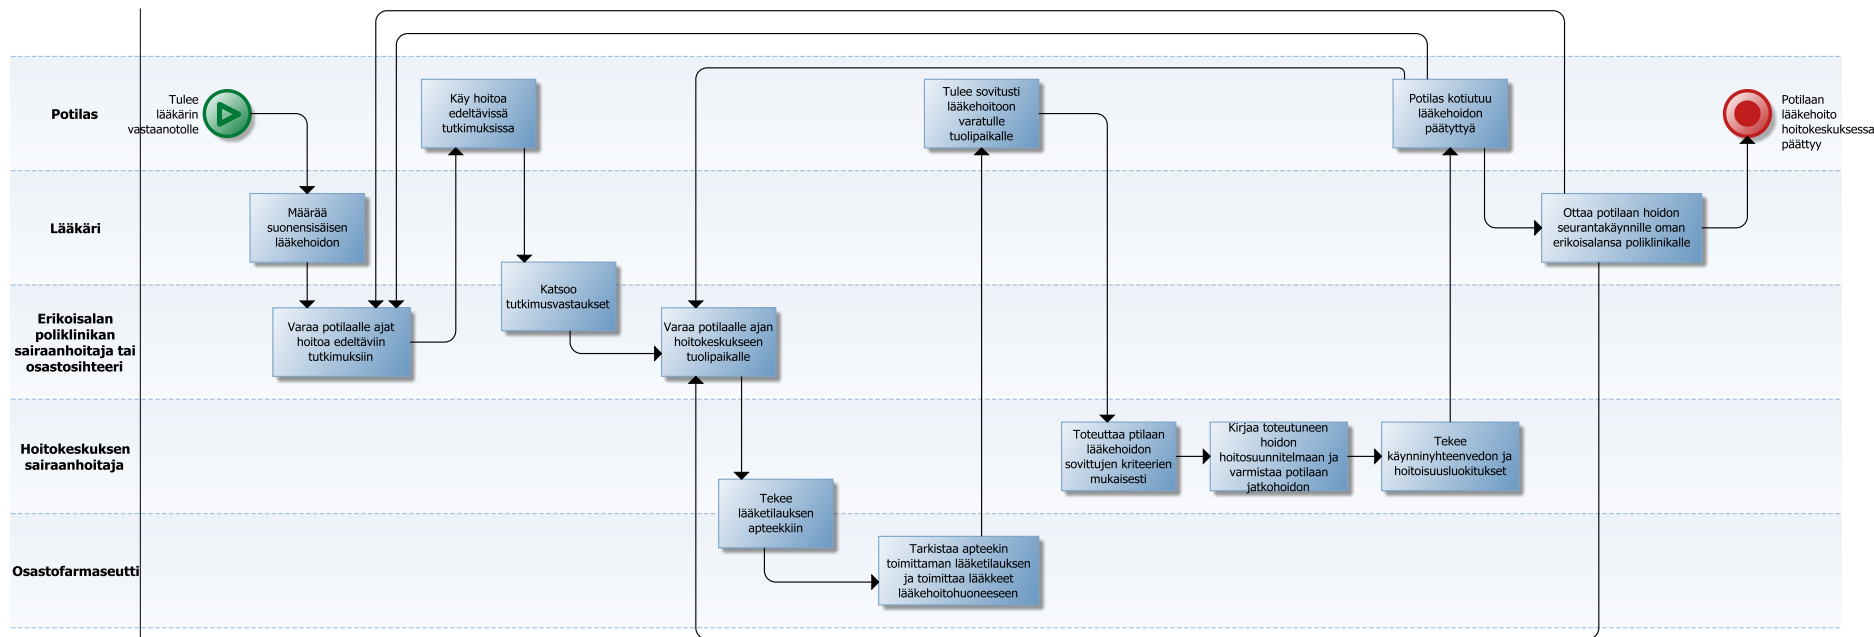 Potilas
Tulee
lääkärin
vastaanotolle
Käy hoitoa
edeltävissä
tutkimuksissa
Tulee sovitusti
lääkehoitoon
varatulle
tuolipaikalle
Potilas kotiutuu
lääkehoidon
päätyttyä
Potilaan
lääkehoito
hoitokeskuksessa
päättyy
Lääkäri
Määrää
suonensisäisen
lääkehoidon
Ottaa potilaan hoidon
seurantakäynnille oman
erikoisalansa poliklinikalle
Katsoo
tutkimusvastaukset
Erikoisalan
poliklinikan
sairaanhoitaja tai
osastosihteeri
Varaa potilaalle ajat
hoitoa edeltäviin
tutkimuksiin
Varaa potilaalle ajan
hoitokeskukseen
tuolipaikalle
Hoitokeskuksen
sairaanhoitaja
Toteuttaa ptilaan
lääkehoidon
sovittujen kriteerien
mukaisesti
Kirjaa toteutuneen
hoidon
hoitosuunnitelmaan ja
varmistaa potilaan
jatkohoidon
Tekee
käynninyhteenvedon ja
hoitoisuusluokitukset
Tekee
lääketilauksen
apteekkiin
Osastofarmaseutti
Tarkistaa apteekin
toimittaman lääketilauksen
ja toimittaa lääkkeet
lääkehoitohuoneeseen